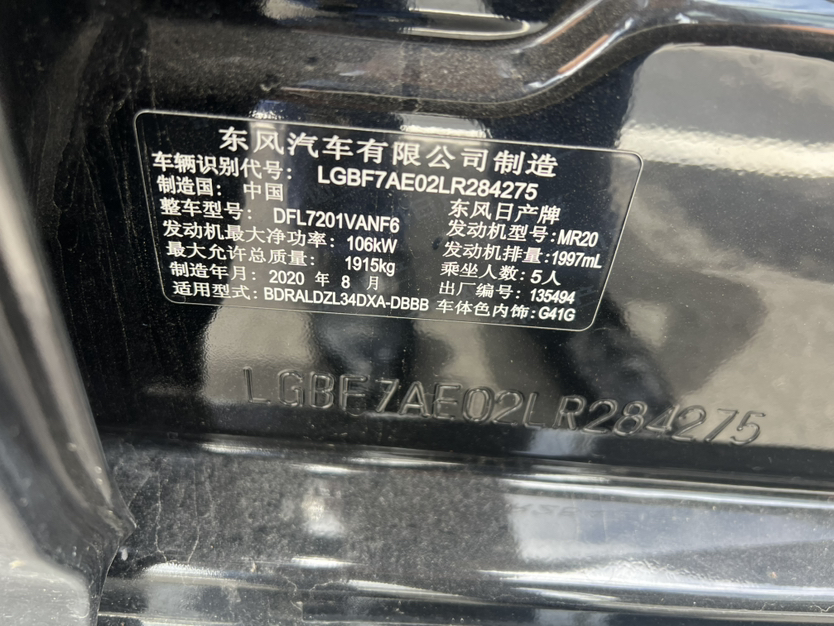 东风汽车有限公司制造
车辆识别代号: LGBF7AE02LR284275
制造国: 中国 东风日产牌
整车型号: DFL7201VANF6 发动机型号:MR20
发动机最大净功率: 106kW 发动机排量:1997mL
最大允许总质量: 1915kg 乘坐人数:5人
制造年月: 2020 年 8 月 出厂编号: 135494
适用型式: BDRALDZL34DXA-DBBB 车体色内饰:G41G
LGBF7AE02LR284275